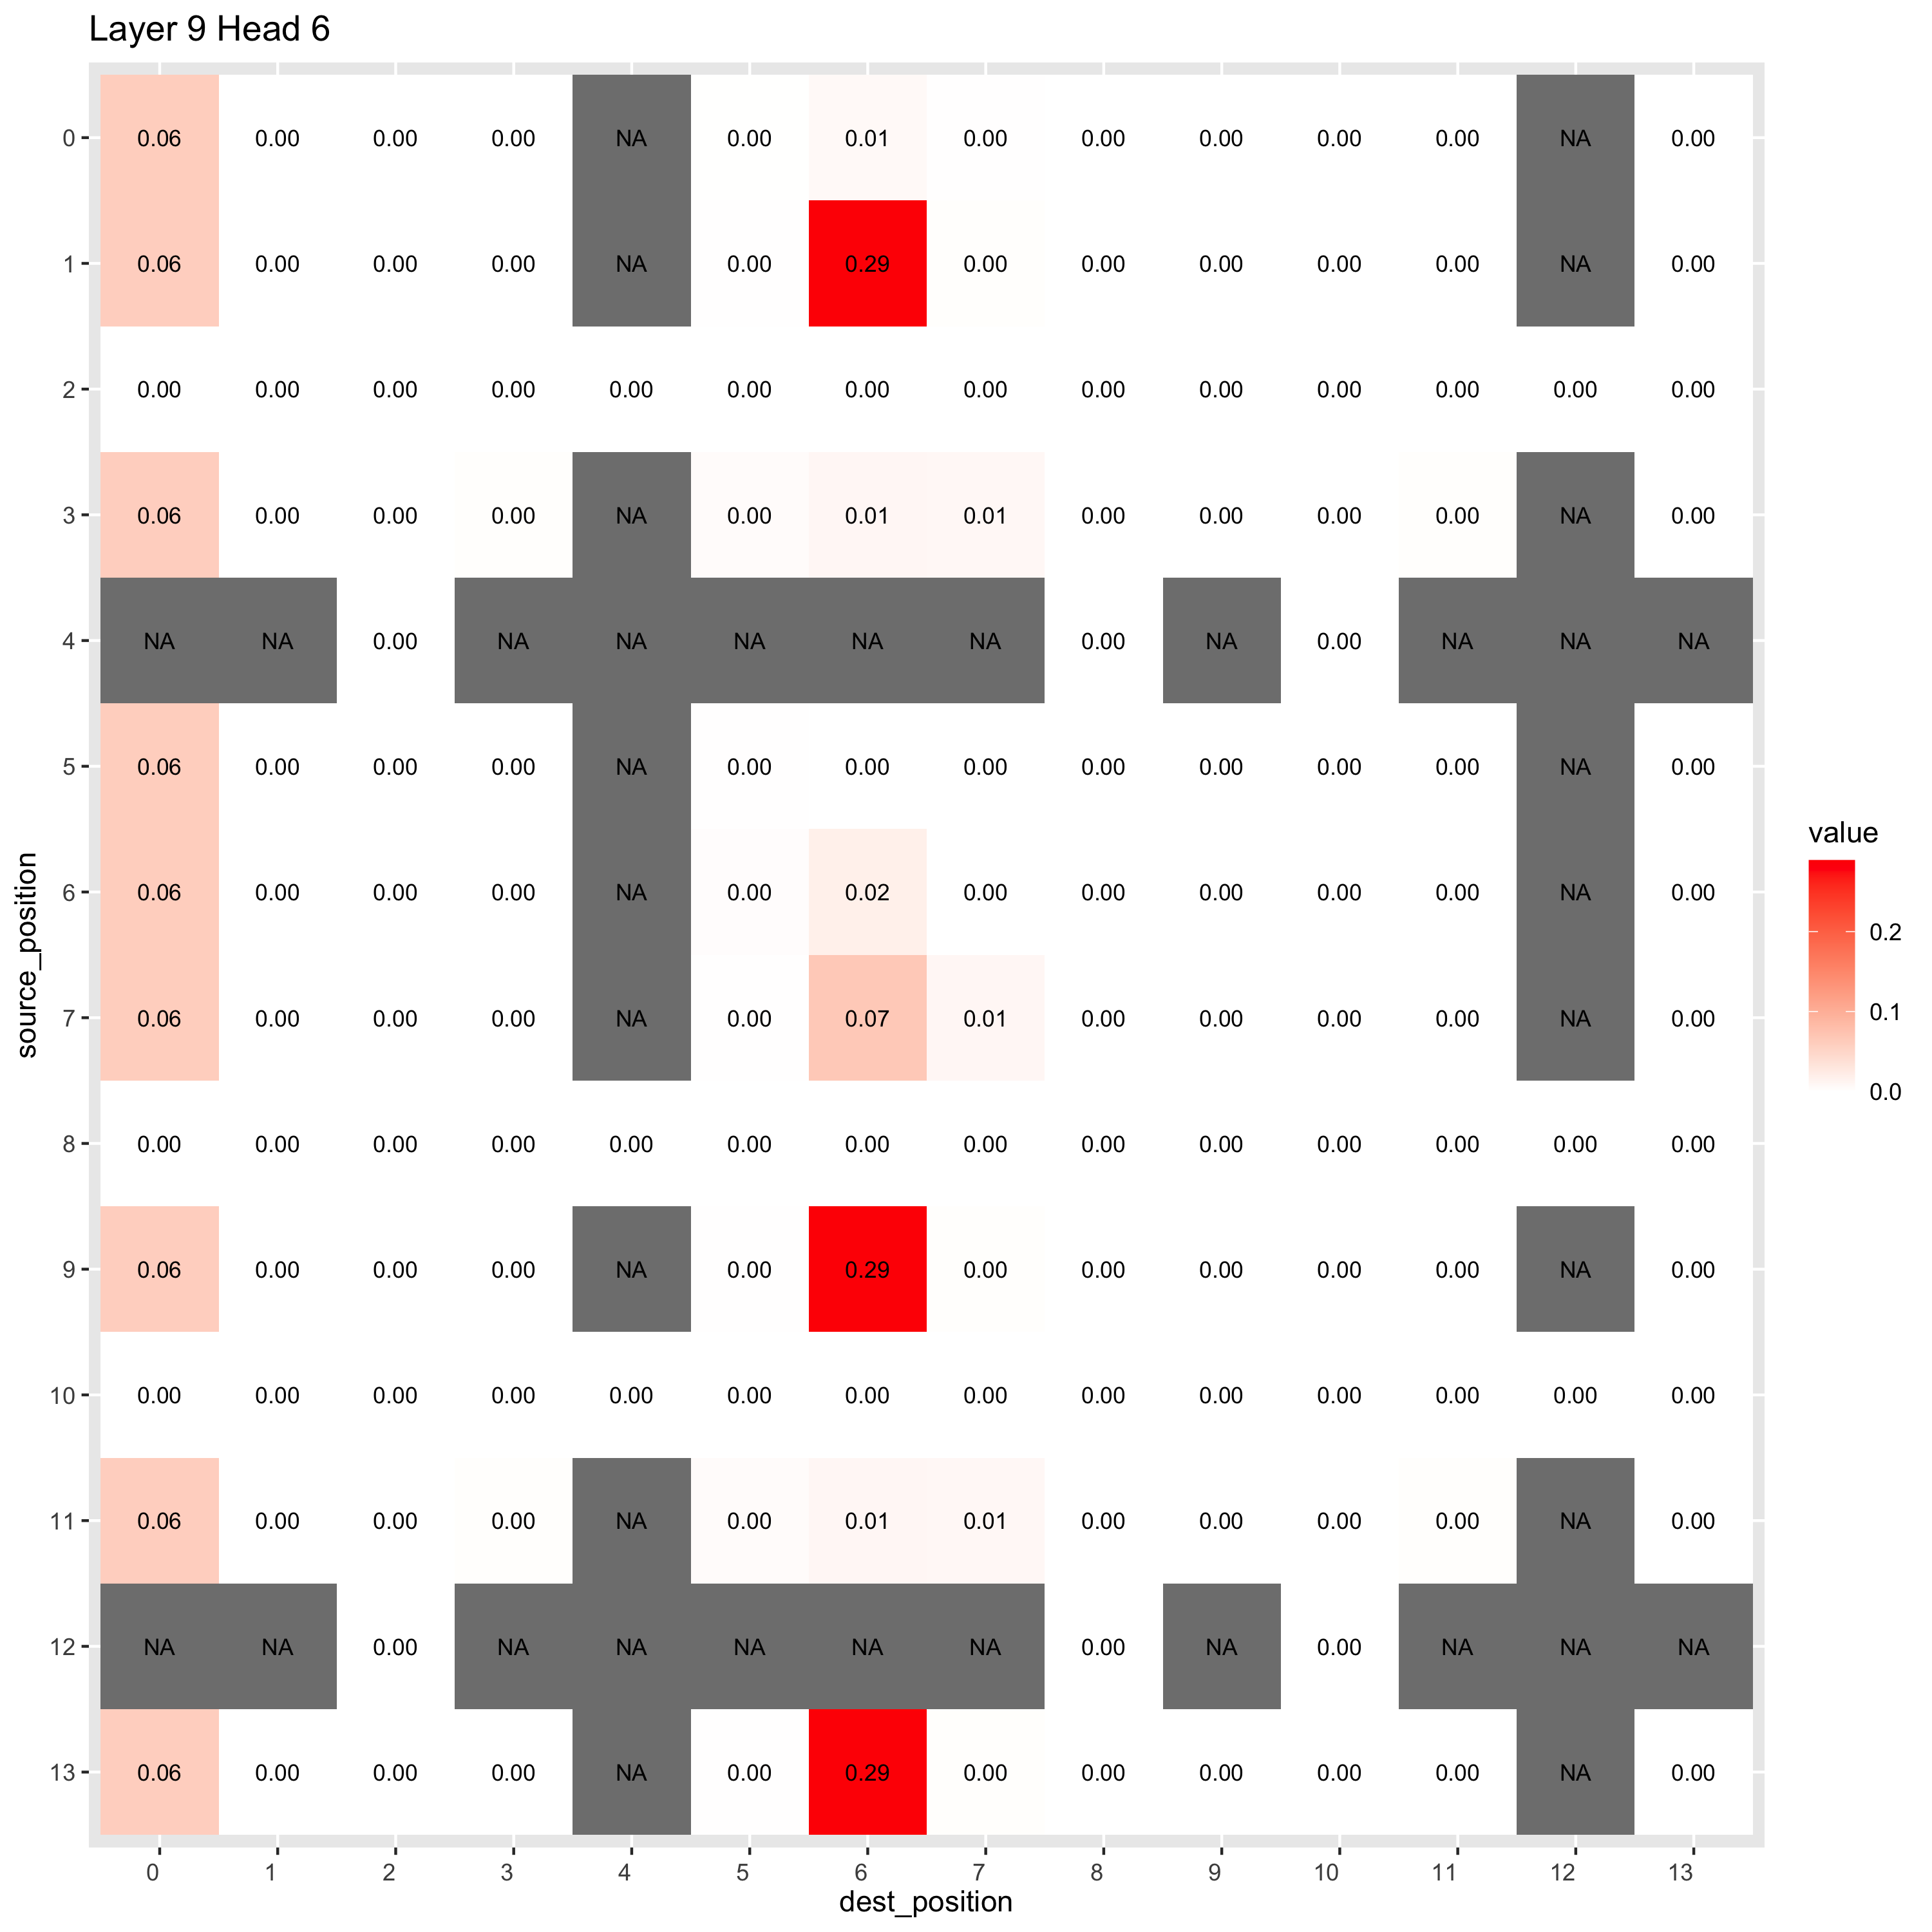 Layer 9 Head 6
0 0.06 0.00 0.00 0.00 NA 0.00 0.01 0.00 0.00 0.00 0.00 0.00 NA 0.00
1 0.06 0.00 0.00 0.00 NA 0.00 0.29 0.00 0.00 0.00 0.00 0.00 NA 0.00
2 0.00 0.00 0.00 0.00 0.00 0.00 0.00 0.00 0.00 0.00 0.00 0.00 0.00 0.00
3 0.06 0.00 0.00 0.00 NA 0.00 0.01 0.01 0.00 0.00 0.00 0.00 NA 0.00
4 NA NA 0.00 NA NA NA NA NA 0.00 NA 0.00 NA NA NA
5 0.06 0.00 0.00 0.00 NA 0.00 0.00 0.00 0.00 0.00 0.00 0.00 NA 0.00
6 0.06 0.00 0.00 0.00 NA 0.00 0.02 0.00 0.00 0.00 0.00 0.00 NA 0.00
7 0.06 0.00 0.00 0.00 NA 0.00 0.07 0.01 0.00 0.00 0.00 0.00 NA 0.00
8 0.00 0.00 0.00 0.00 0.00 0.00 0.00 0.00 0.00 0.00 0.00 0.00 0.00 0.00
9 0.06 0.00 0.00 0.00 NA 0.00 0.29 0.00 0.00 0.00 0.00 0.00 NA 0.00
10 0.00 0.00 0.00 0.00 0.00 0.00 0.00 0.00 0.00 0.00 0.00 0.00 0.00 0.00
11 0.06 0.00 0.00 0.00 NA 0.00 0.01 0.01 0.00 0.00 0.00 0.00 NA 0.00
12 NA NA 0.00 NA NA NA NA NA 0.00 NA 0.00 NA NA NA
13 0.06 0.00 0.00 0.00 NA 0.00 0.29 0.00 0.00 0.00 0.00 0.00 NA 0.00
0 1 2 3 4 5 6 7 8 9 10 11 12 13
dest_position
source_position
value
0.2
0.1
0.0